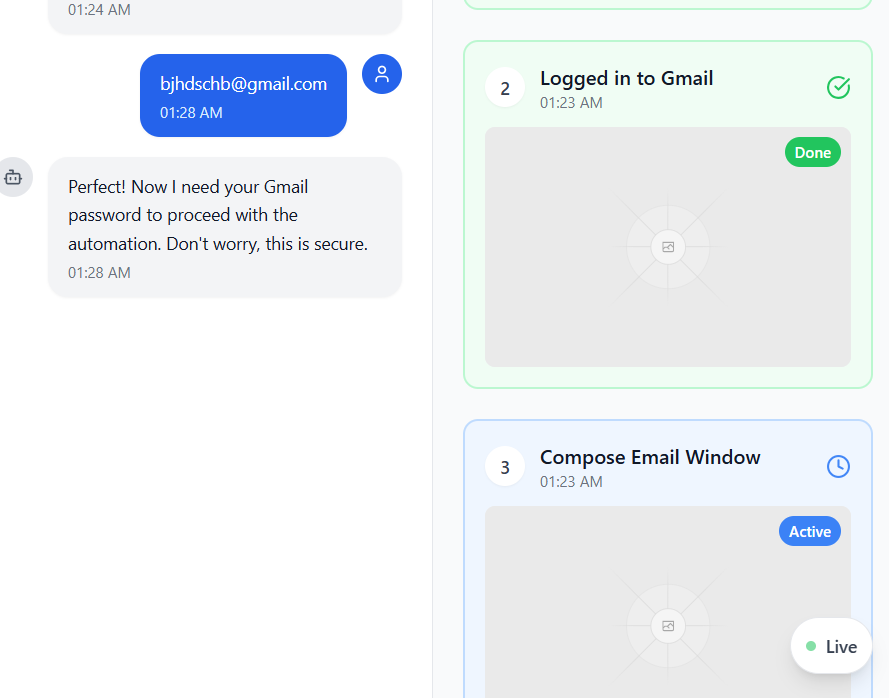 01:24 AM
bjhdschb@gmail.com
01:28 AM
Perfect! Now I need your Gmail
password to proceed with the
automation. Don't worry, this is secure.
01:28 AM
2
Logged in to Gmail
01:23 AM
Done
3
Compose Email Window
01:23 AM
Active
Live